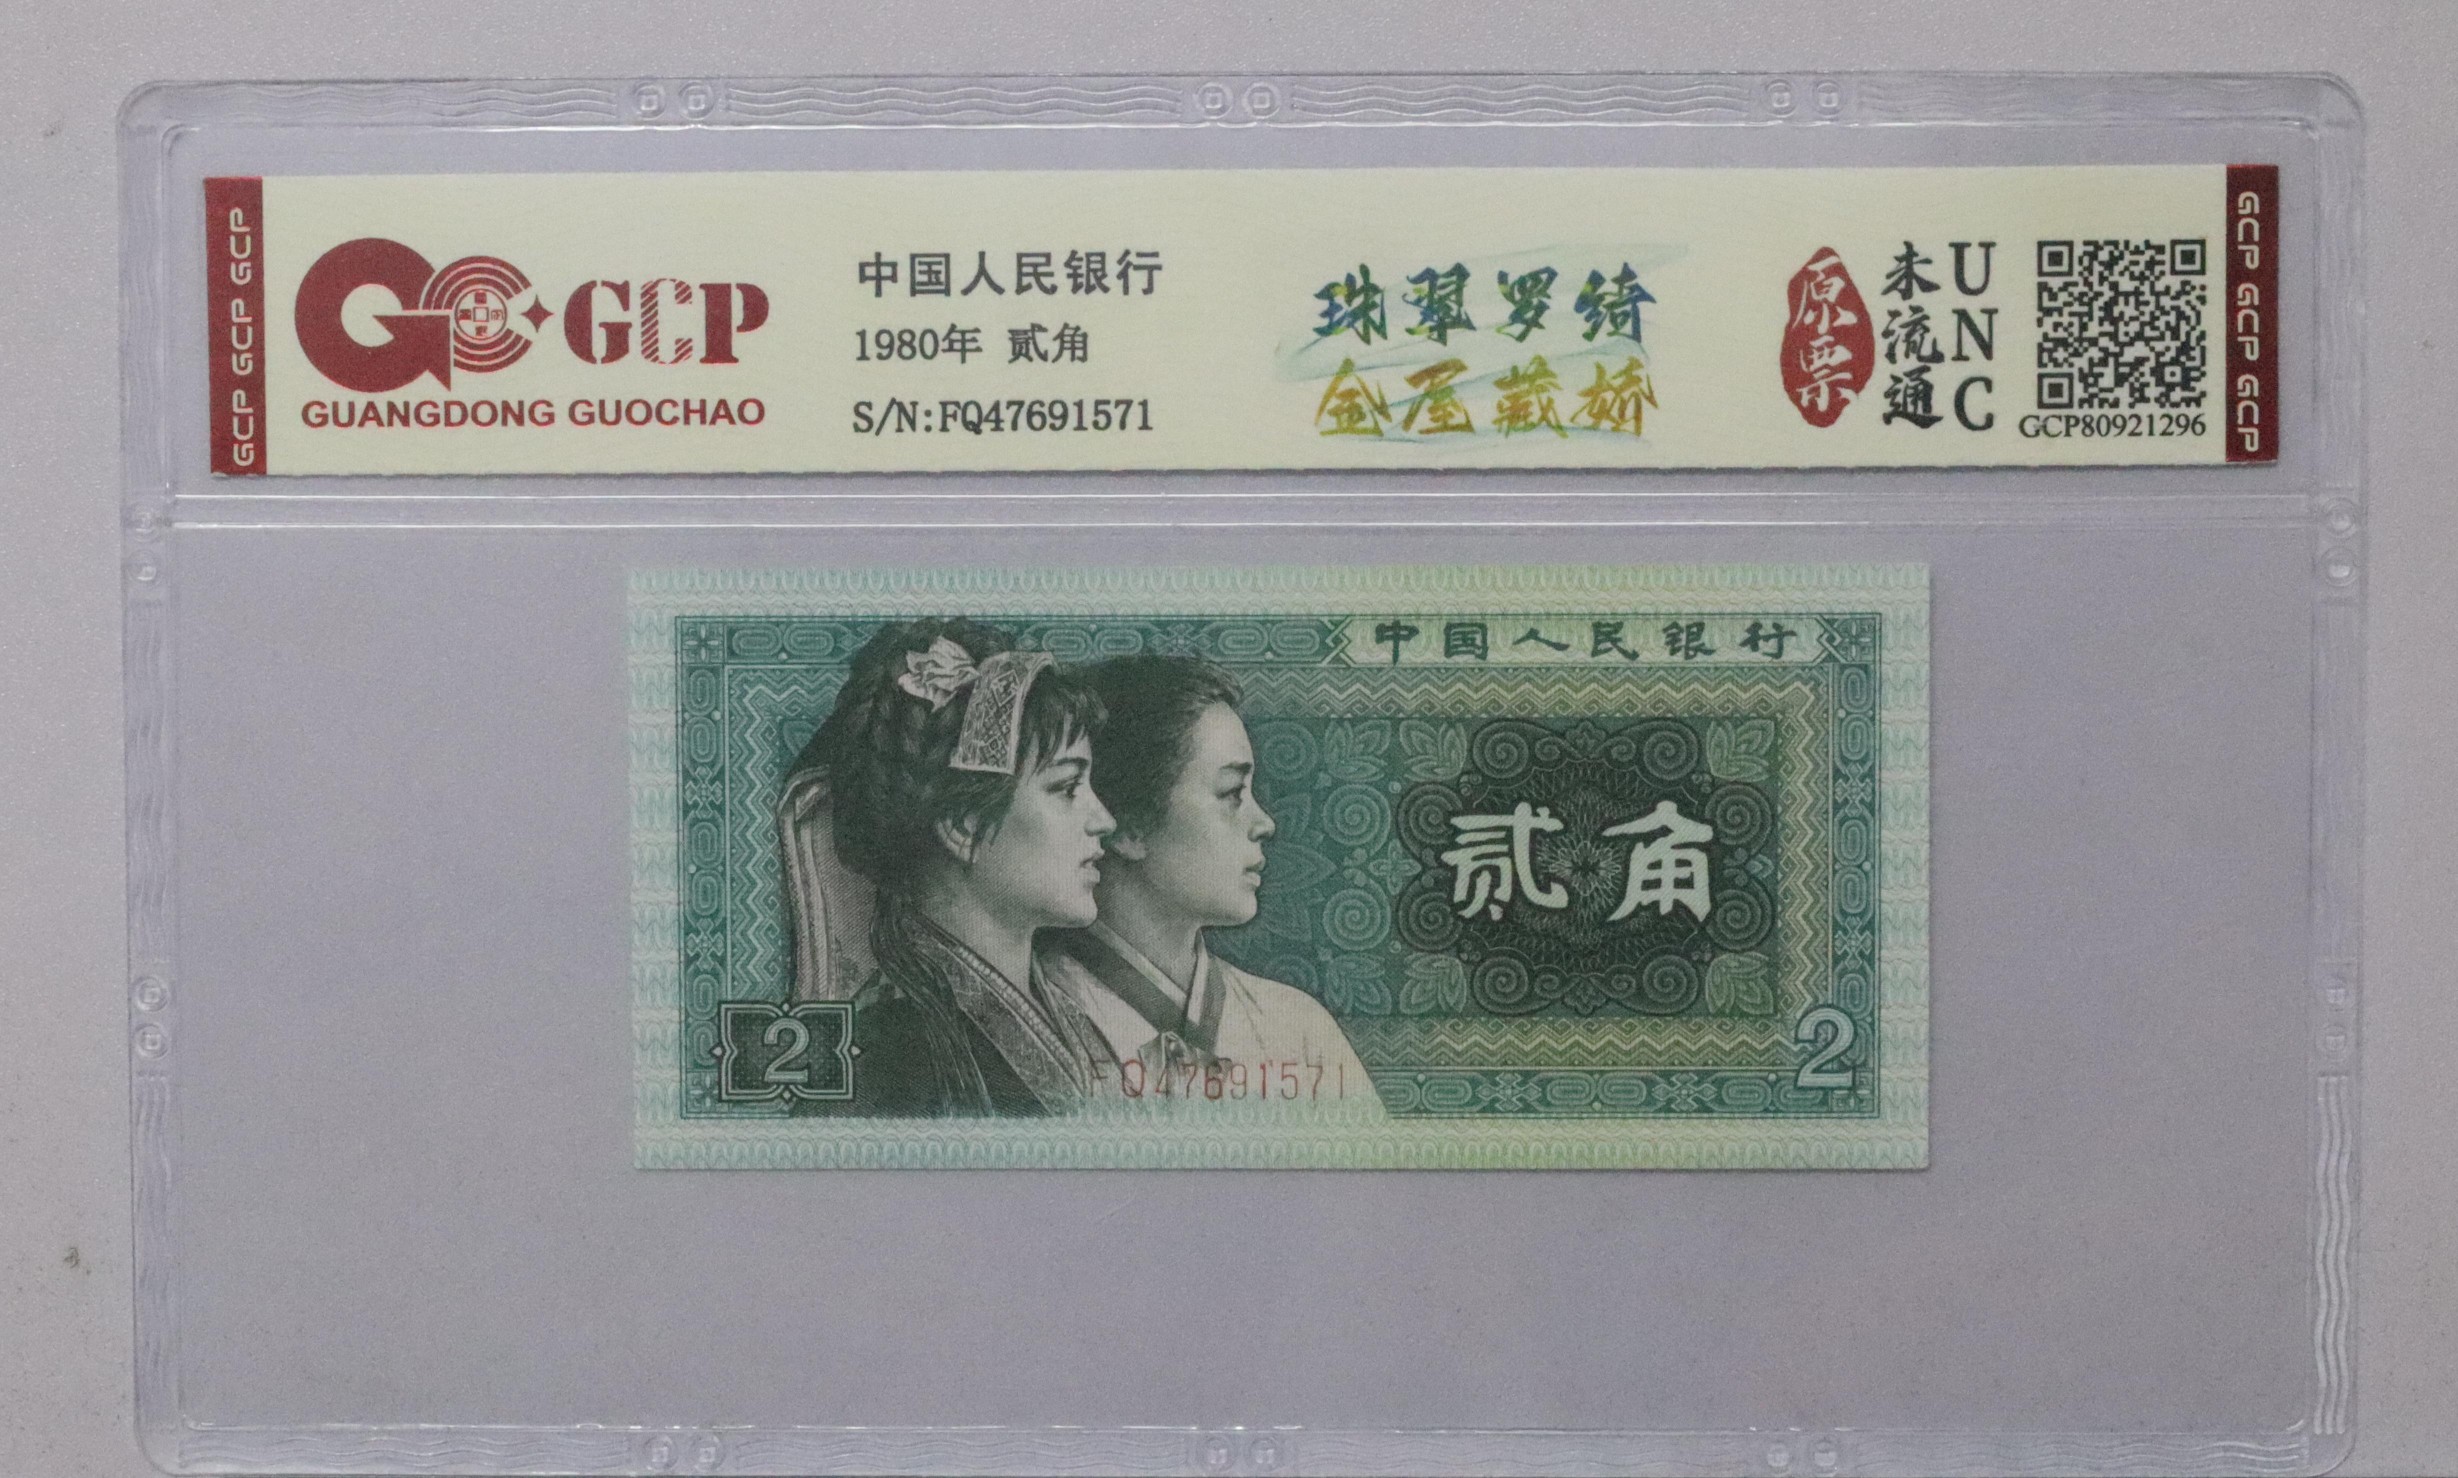 GCP GCP GCP
GCP
GUANGDONG GUOCHAO
中国人民银行
1980年 贰角
S/N:FQ47691571
珠翠罗绮
金屋藏娇
原票
未流通
UNC
GCP80921296
GCP GCP GCP
中国人民银行
贰角
2
FQ47691571
2